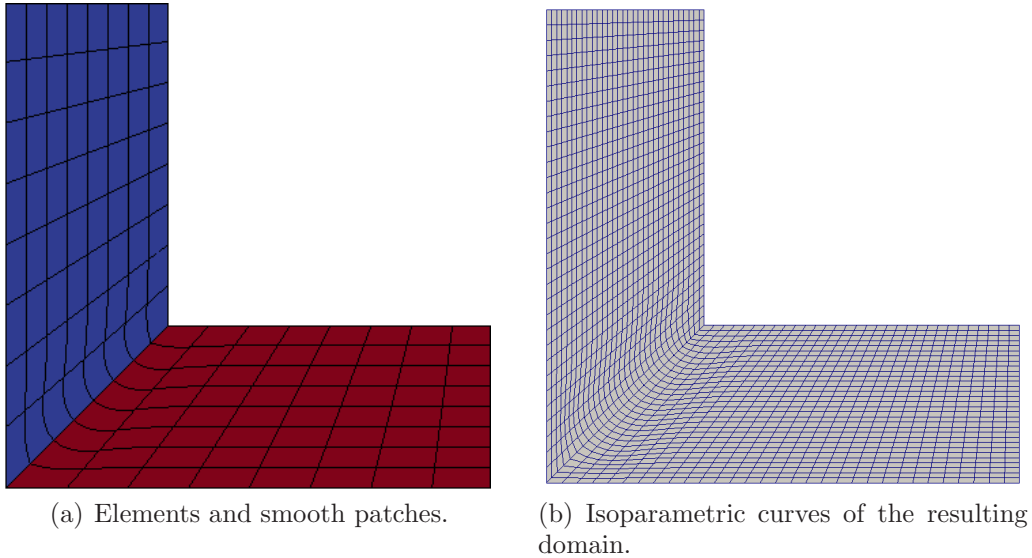 (a) Elements and smooth patches.
(b) Isoparametric curves of the resulting
domain.